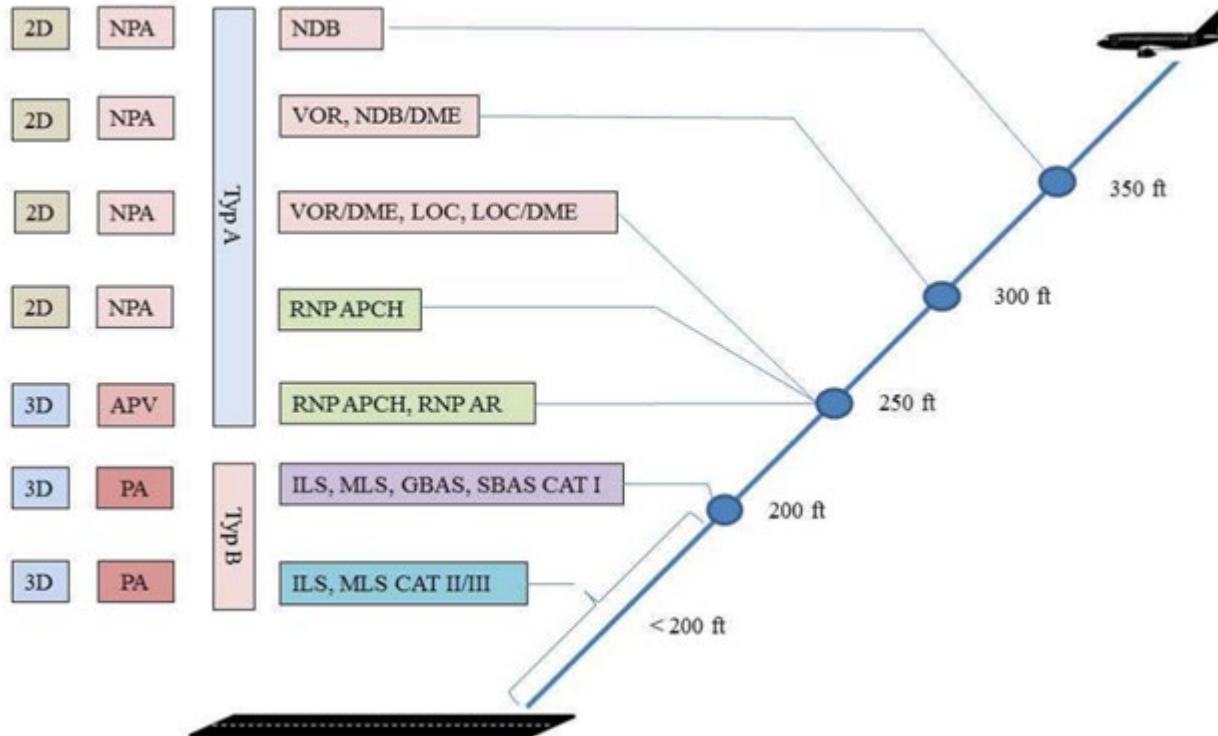 2D NPA NDB
2D NPA VOR, NDB/DME
350 ft
2D NPA VOR/DME, LOC, LOC/DME
Typ A
2D NPA RNP APCH
300 ft
3D APV RNP APCH, RNP AR
250 ft
3D PA ILS, MLS, GBAS, SBAS CAT I
200 ft
Typ B
3D PA ILS, MLS CAT II/III
< 200 ft